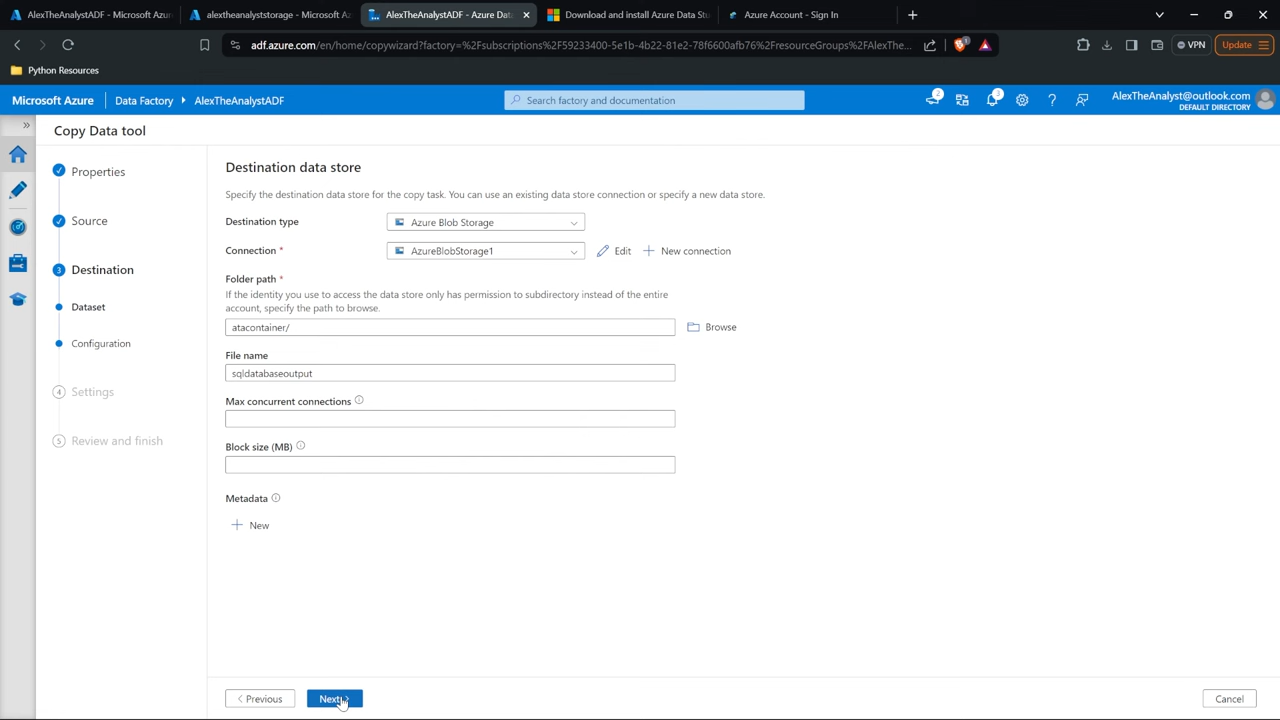 AlexTheAnalystADF - Microsoft Azur
alextheanalyststorage - Microsoft Az
AlexTheAnalystADF - Azure Data
Download and install Azure Data Stu
Azure Account - Sign In
adf.azure.com/en/home/copywizard?factory=%2Fsubscriptions%2F59233400-5e1b-4b22-81e2-78f6600afb76%2FresourceGroups%2FAlexThe...
1
VPN
Update
Python Resources
Microsoft Azure
Data Factory
AlexTheAnalystADF
Search factory and documentation
2
3
AlexTheAnalyst@outlook.com
DEFAULT DIRECTORY
Copy Data tool
Properties
Source
3 Destination
Dataset
Configuration
4 Settings
5 Review and finish
Destination data store
Specify the destination data store for the copy task. You can use an existing data store connection or specify a new data store.
Destination type
Azure Blob Storage
Connection *
AzureBlobStorage1
Edit
New connection
Folder path *
If the identity you use to access the data store only has permission to subdirectory instead of the entire
account, specify the path to browse.
atacontainer/
Browse
File name
sqldatabaseoutput
Max concurrent connections
Block size (MB)
Metadata
New
< Previous
Next >
Cancel